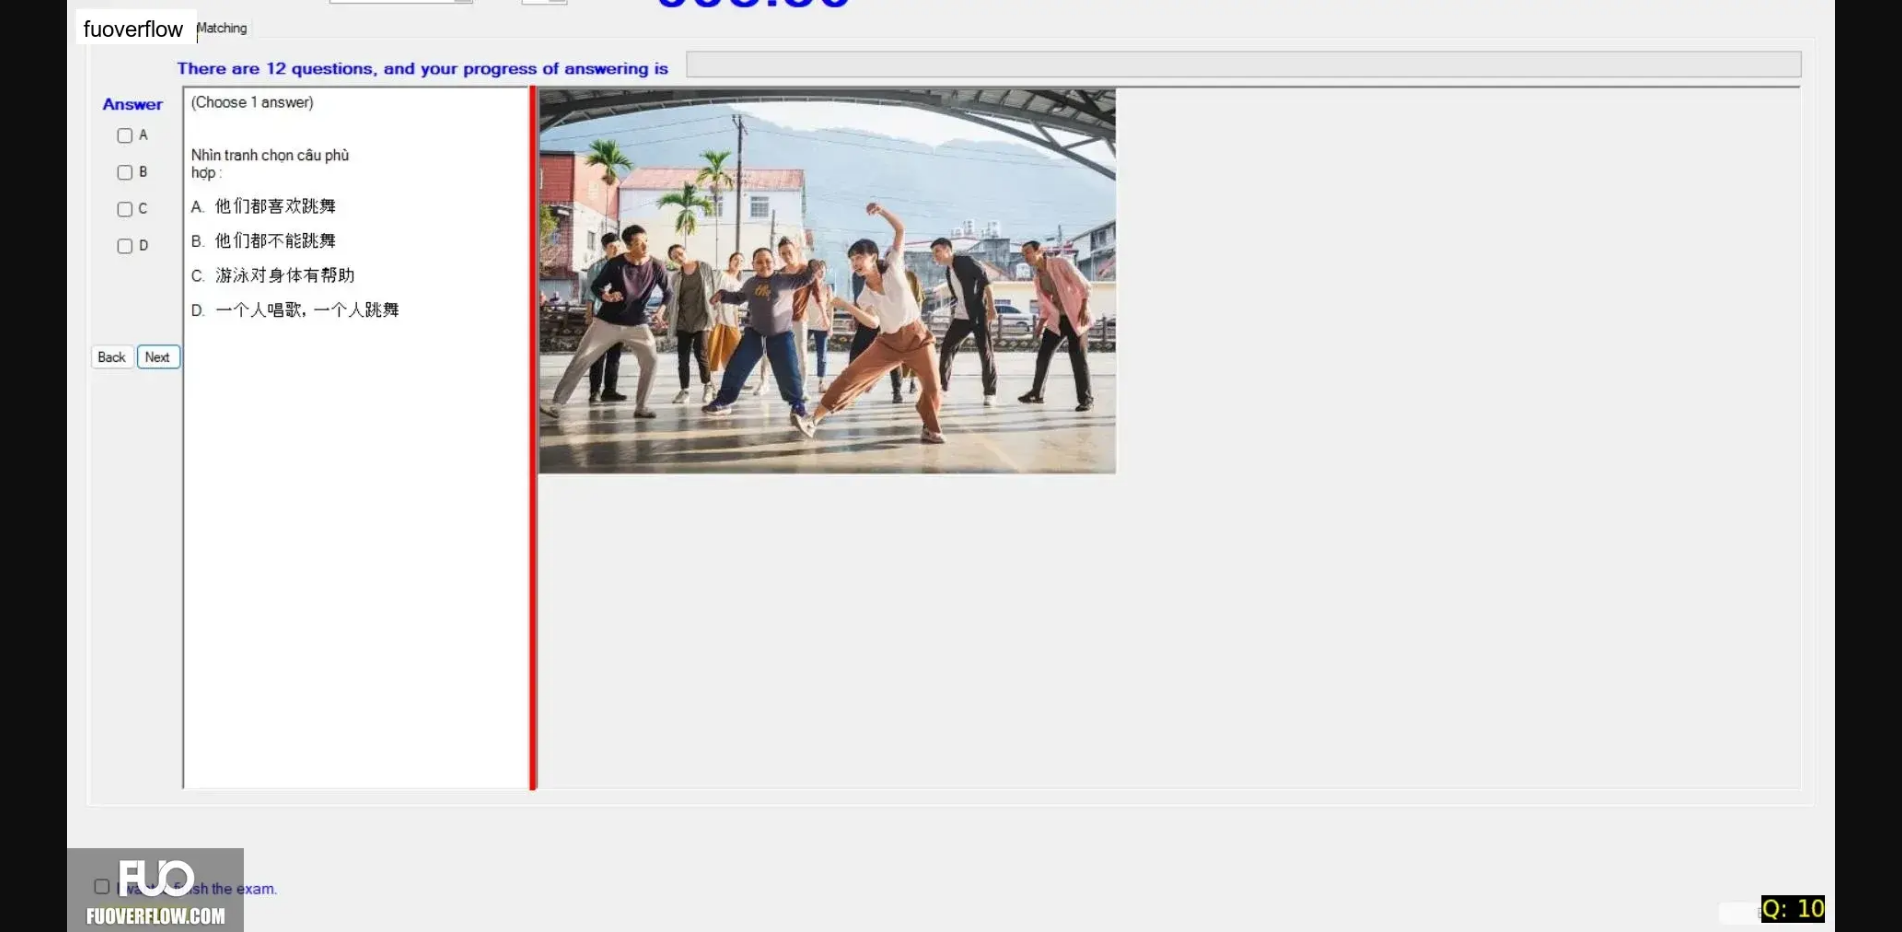 fuoverflow
Matching
There are 12 questions, and your progress of answering is
Answer
(Choose 1 answer)
A
B
C
D
Nhìn tranh chọn câu phù
hợp :
A. 他们都喜欢跳舞
B. 他们都不能跳舞
C. 游泳对身体有帮助
D. 一个人唱歌, 一个人跳舞
Back Next
FUO
the exam.
FUOVERFLOW.COM
Q: 10